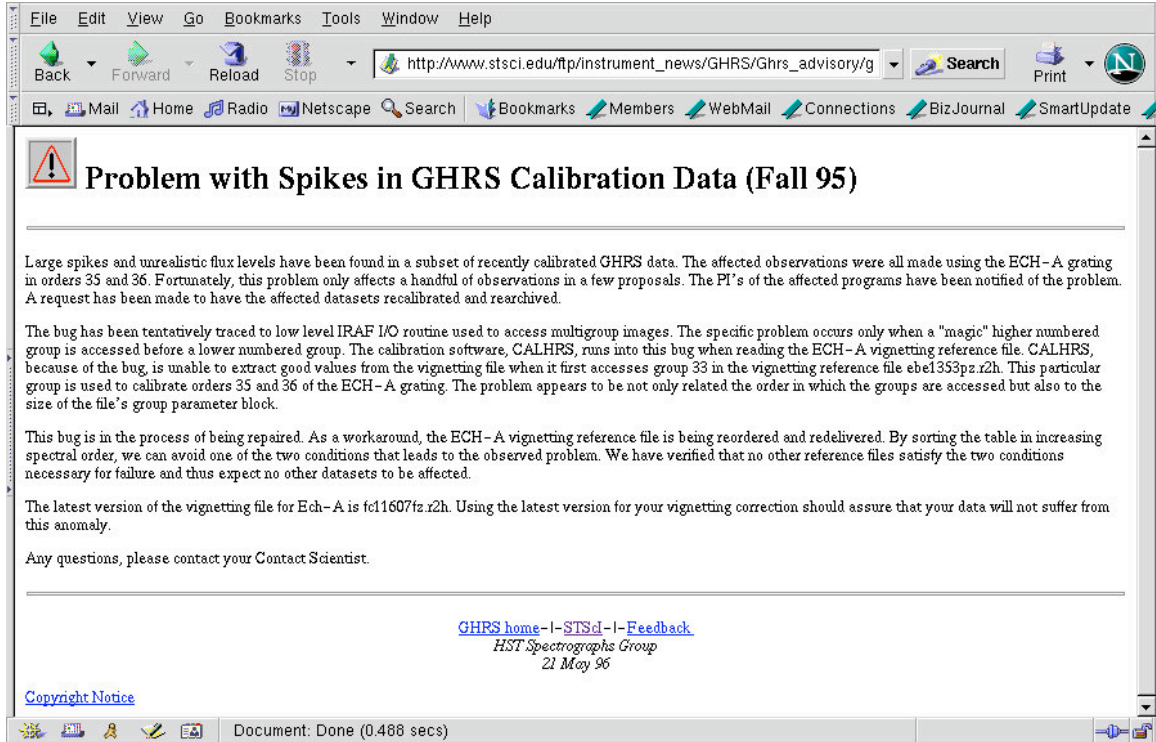 File Edit View Go Bookmarks Tools Window Help
Back Forward Reload Stop http://www.stsci.edu/ftp/instrument_news/GHRS/Ghrs_advisory/g Search Print N
Mail Home Radio my Netscape Search Bookmarks Members WebMail Connections BizJournal SmartUpdate
Problem with Spikes in GHRS Calibration Data (Fall 95)
Large spikes and unrealistic flux levels have been found in a subset of recently calibrated GHRS data. The affected observations were all made using the ECH-A grating
in orders 35 and 36. Fortunately, this problem only affects a handful of observations in a few proposals. The PI's of the affected programs have been notified of the problem.
A request has been made to have the affected datasets recalibrated and rearchived.
The bug has been tentatively traced to low level IRAF I/O routine used to access multigroup images. The specific problem occurs only when a "magic" higher numbered
group is accessed before a lower numbered group. The calibration software, CALHRS, runs into this bug when reading the ECH-A vignetting reference file. CALHRS,
because of the bug, is unable to extract good values from the vignetting file when it first accesses group 33 in the vignetting reference file ebe1353pz.r2h. This particular
group is used to calibrate orders 35 and 36 of the ECH-A grating. The problem appears to be not only related the order in which the groups are accessed but also to the
size of the file's group parameter block.
This bug is in the process of being repaired. As a workaround, the ECH-A vignetting reference file is being reordered and redelivered. By sorting the table in increasing
spectral order, we can avoid one of the two conditions that leads to the observed problem. We have verified that no other reference files satisfy the two conditions
necessary for failure and thus expect no other datasets to be affected.
The latest version of the vignetting file for Ech-A is fc11607fz.r2h. Using the latest version for your vignetting correction should assure that your data will not suffer from
this anomaly.
Any questions, please contact your Contact Scientist.
GHRS home-|-STScI-|-Feedback
HST Spectrographs Group
21 May 96
Copyright Notice
Document: Done (0.488 secs)